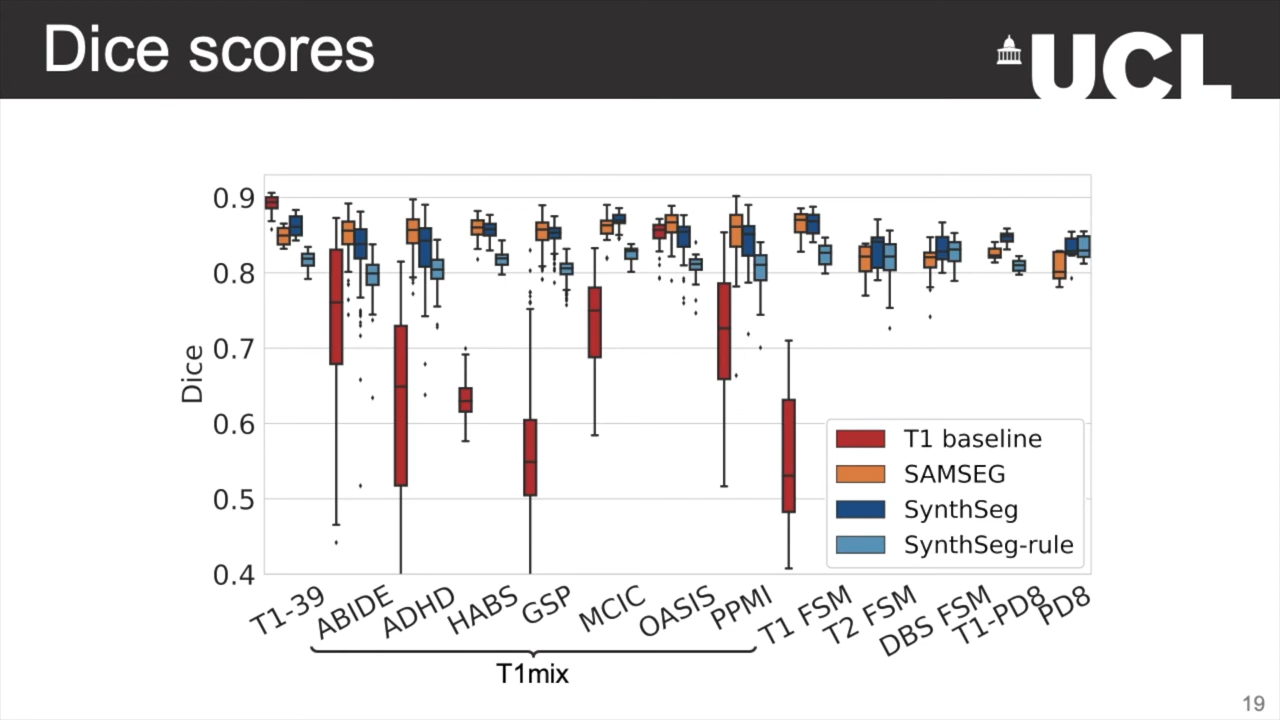 Dice scores
UCL
0.9
0.8
0.7
0.6
0.5
0.4
Dice
T1 baseline
SAMSEG
SynthSeg
SynthSeg-rule
T1-39
ABIDE
ADHD
HABS
GSP
MCIC
OASIS
PPMI
T1 FSM
T2 FSM
DBS FSM
T1-PD8
PD8
T1mix
19